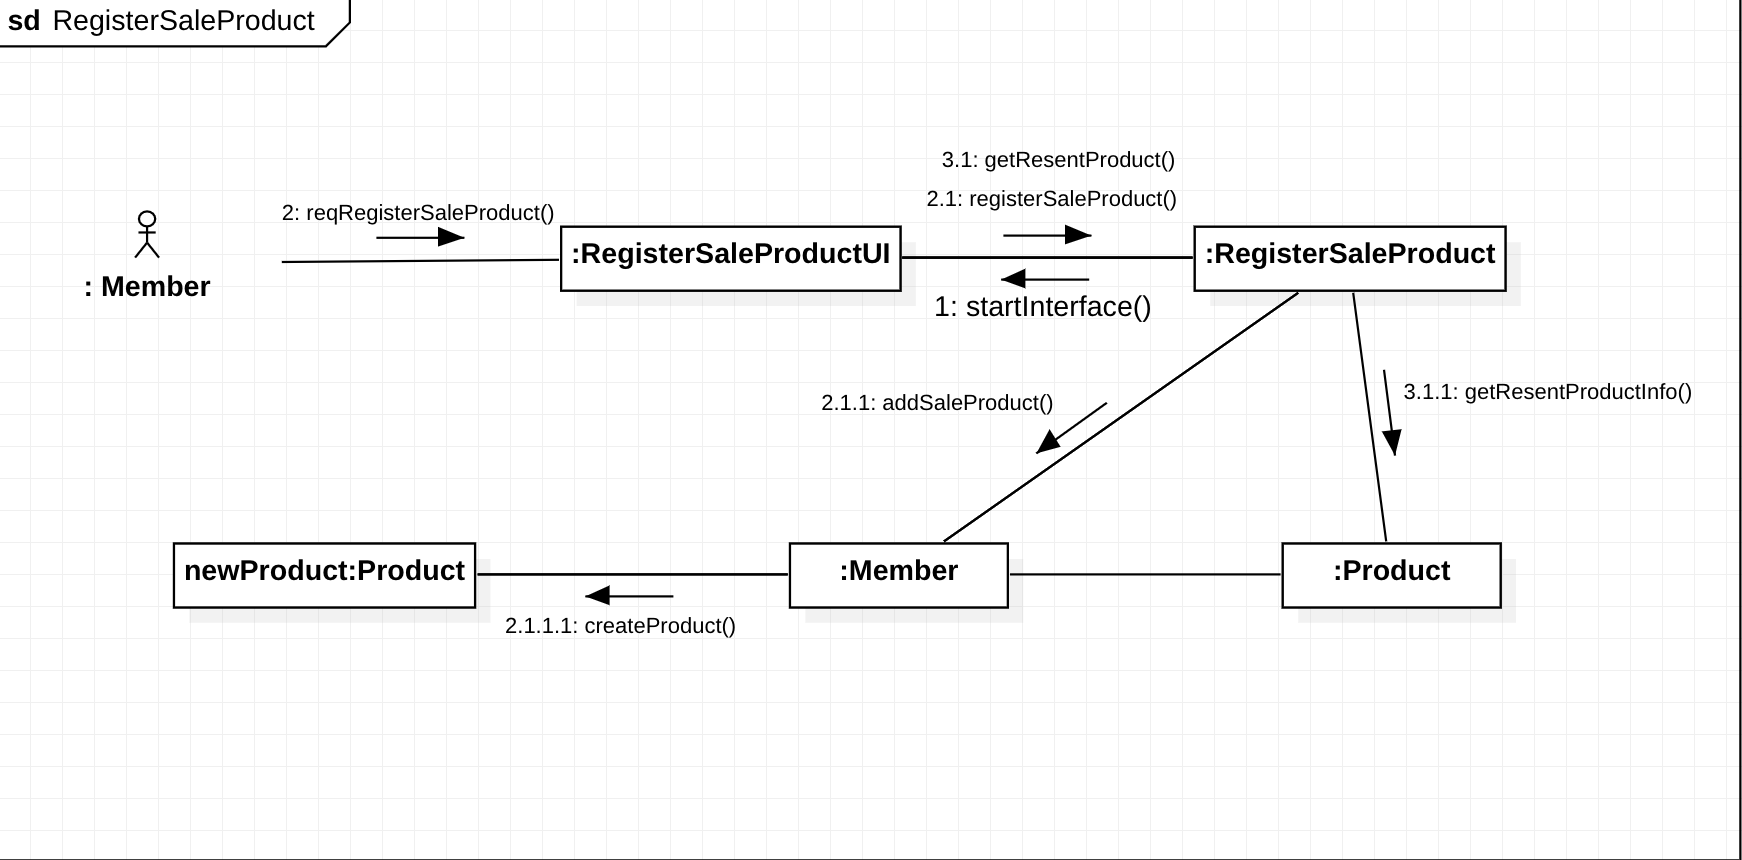 sd RegisterSaleProduct
3.1: getResentProduct()
2.1: registerSaleProduct()
2: reqRegisterSaleProduct()
:RegisterSaleProductUI
:RegisterSaleProduct
: Member
1: startInterface()
2.1.1: addSaleProduct()
3.1.1: getResentProductInfo()
newProduct:Product
:Member
:Product
2.1.1.1: createProduct()